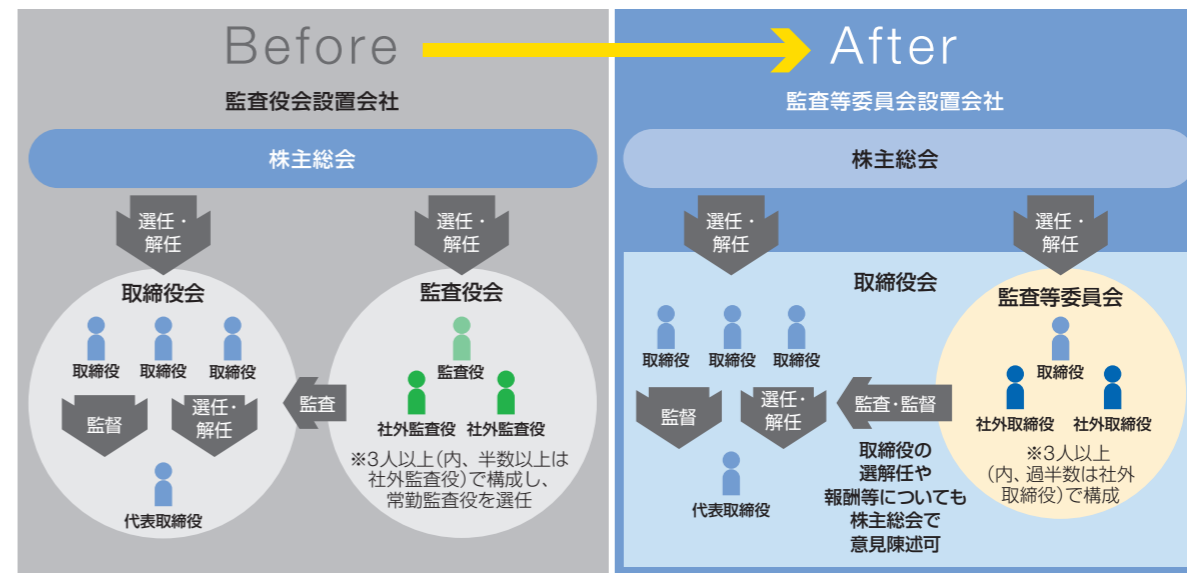 Before
監査役会設置会社
株主総会
選任・
解任
選任・
解任
取締役会
取締役
取締役
取締役
監督
選任・
解任
代表取締役
監査
監査役会
監査役
社外監査役
社外監査役
※3人以上(内、半数以上は
社外監査役)で構成し、
常勤監査役を選任
After
監査等委員会設置会社
株主総会
選任・
解任
選任・
解任
取締役会
取締役
取締役
取締役
監督
選任・
解任
代表取締役
監査・監督
取締役の
選解任や
報酬等についても
株主総会で
意見陳述可
監査等委員会
取締役
社外取締役
社外取締役
※3人以上
(内、過半数は社外
取締役)で構成